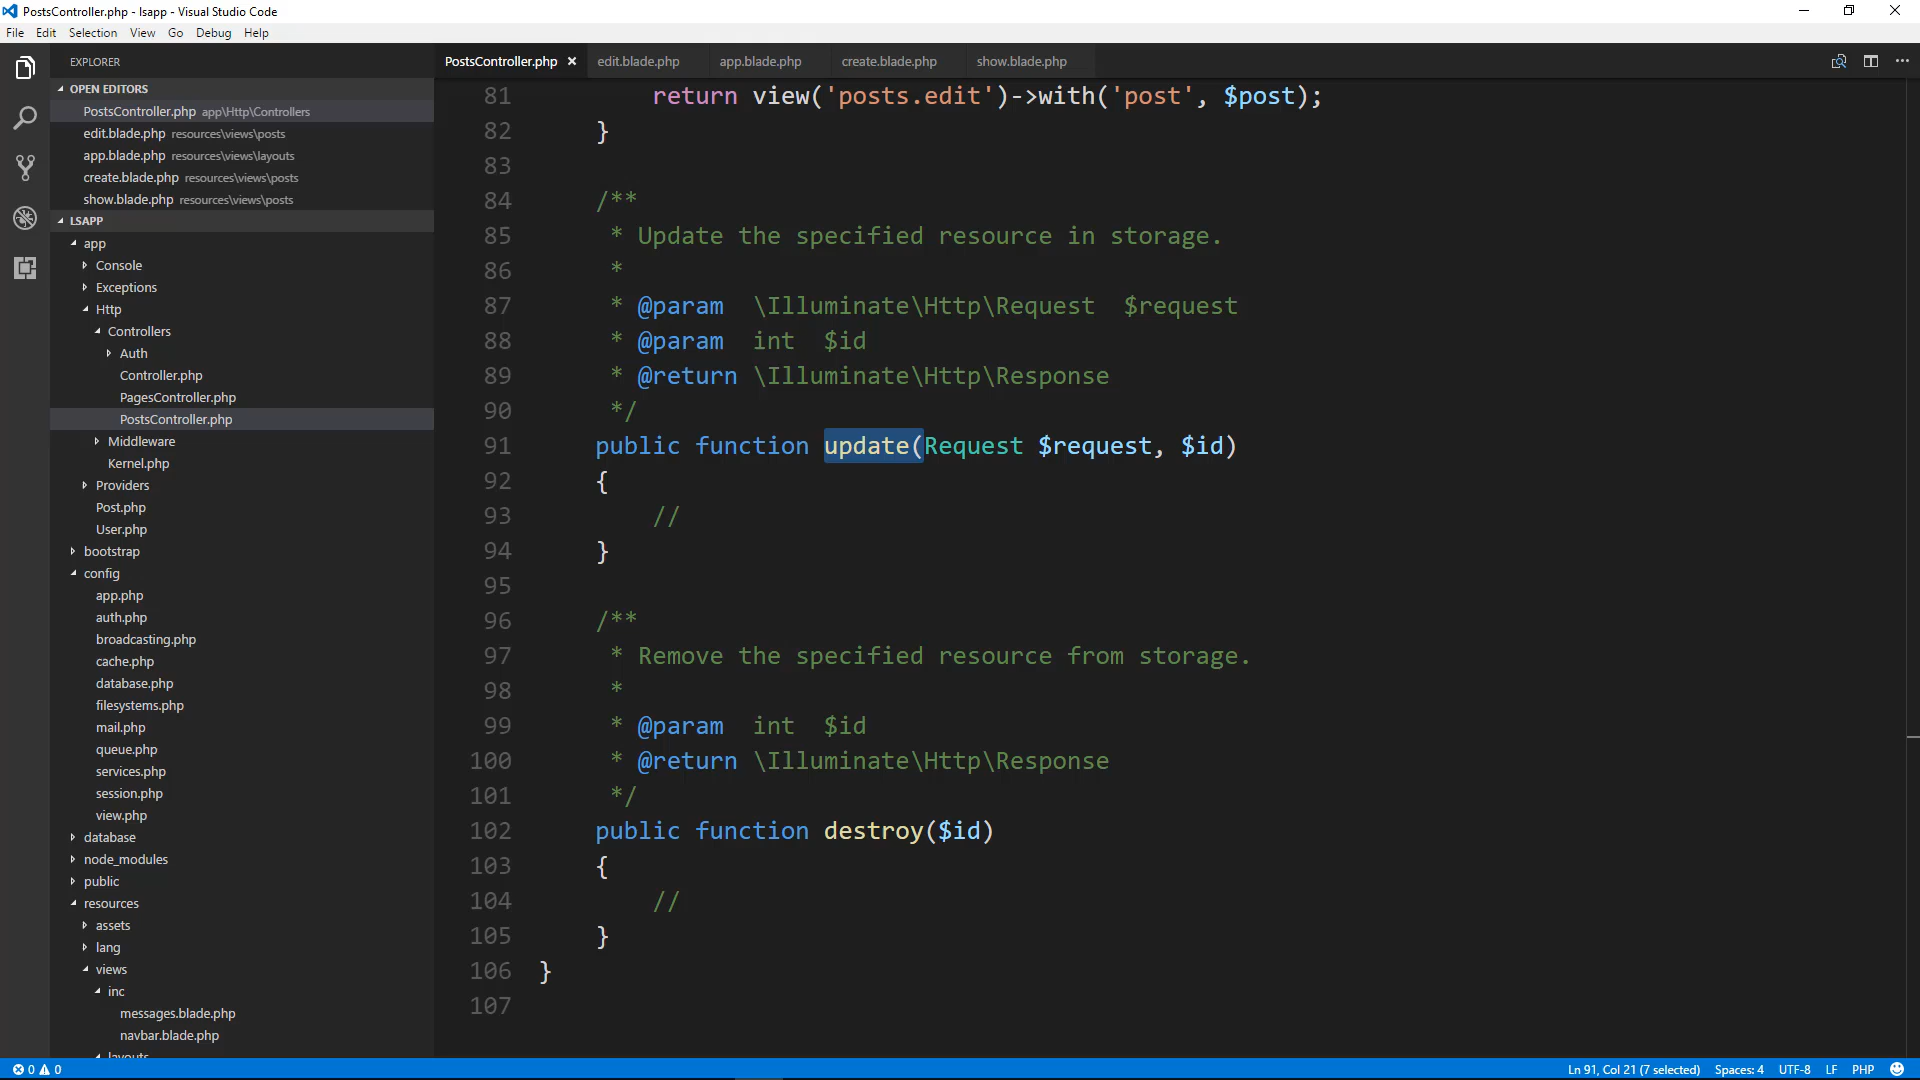 PostsController.php - lsapp - Visual Studio Code
File Edit Selection View Go Debug Help
EXPLORER
OPEN EDITORS
PostsController.php app\Http\Controllers
edit.blade.php resources\views\posts
app.blade.php resources\views\layouts
create.blade.php resources\views\posts
show.blade.php resources\views\posts
LSAPP
app
Console
Exceptions
Http
Controllers
Auth
Controller.php
PagesController.php
PostsController.php
Middleware
Kernel.php
Providers
Post.php
User.php
bootstrap
config
app.php
auth.php
broadcasting.php
cache.php
database.php
filesystems.php
mail.php
queue.php
services.php
session.php
view.php
database
node_modules
public
resources
assets
lang
views
inc
messages.blade.php
navbar.blade.php
layouts
PostsController.php edit.blade.php app.blade.php create.blade.php show.blade.php
81 return view('posts.edit')->with('post', $post);
82 }
83
84 /**
85 * Update the specified resource in storage.
86 *
87 * @param \Illuminate\Http\Request $request
88 * @param int $id
89 * @return \Illuminate\Http\Response
90 */
91 public function update(Request $request, $id)
92 {
93 //
94 }
95
96 /**
97 * Remove the specified resource from storage.
98 *
99 * @param int $id
100 * @return \Illuminate\Http\Response
101 */
102 public function destroy($id)
103 {
104 //
105 }
106 }
107
0 0 Ln 91, Col 21 (7 selected) Spaces: 4 UTF-8 LF PHP